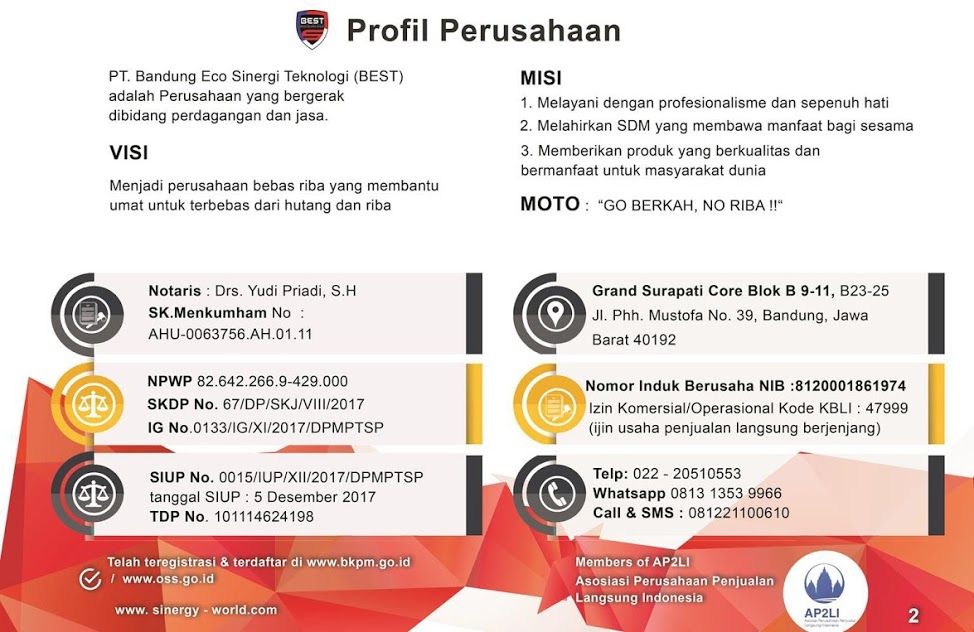 BEST
Profil Perusahaan
PT. Bandung Eco Sinergi Teknologi (BEST)
adalah Perusahaan yang bergerak
dibidang perdagangan dan jasa.
VISI
Menjadi perusahaan bebas riba yang membantu
umat untuk terbebas dari hutang dan riba
MISI
1. Melayani dengan profesionalisme dan sepenuh hati
2. Melahirkan SDM yang membawa manfaat bagi sesama
3. Memberikan produk yang berkualitas dan
bermanfaat untuk masyarakat dunia
MOTO : “GO BERKAH, NO RIBA !!“
Notaris : Drs. Yudi Priadi, S.H
SK.Menkumham No :
AHU-0063756.AH.01.11
NPWP 82.642.266.9-429.000
SKDP No. 67/DP/SKJ/VIII/2017
IG No.0133/IG/XI/2017/DPMPTSP
SIUP No. 0015/IUP/XII/2017/DPMPTSP
tanggal SIUP : 5 Desember 2017
TDP No. 101114624198
Grand Surapati Core Blok B 9-11, B23-25
Jl. Phh. Mustofa No. 39, Bandung, Jawa
Barat 40192
Nomor Induk Berusaha NIB :8120001861974
Izin Komersial/Operasional Kode KBLI : 47999
(ijin usaha penjualan langsung berjenjang)
Telp: 022 - 20510553
Whatsapp 0813 1353 9966
Call & SMS : 081221100610
Telah teregistrasi & terdaftar di www.bkpm.go.id
/ www.oss.go.id
www. sinergy - world.com
Members of AP2LI
Asosiasi Perusahaan Penjualan
Langsung Indonesia
AP2LI
Asosiasi Perusahaan Penjualan
Langsung Indonesia
2